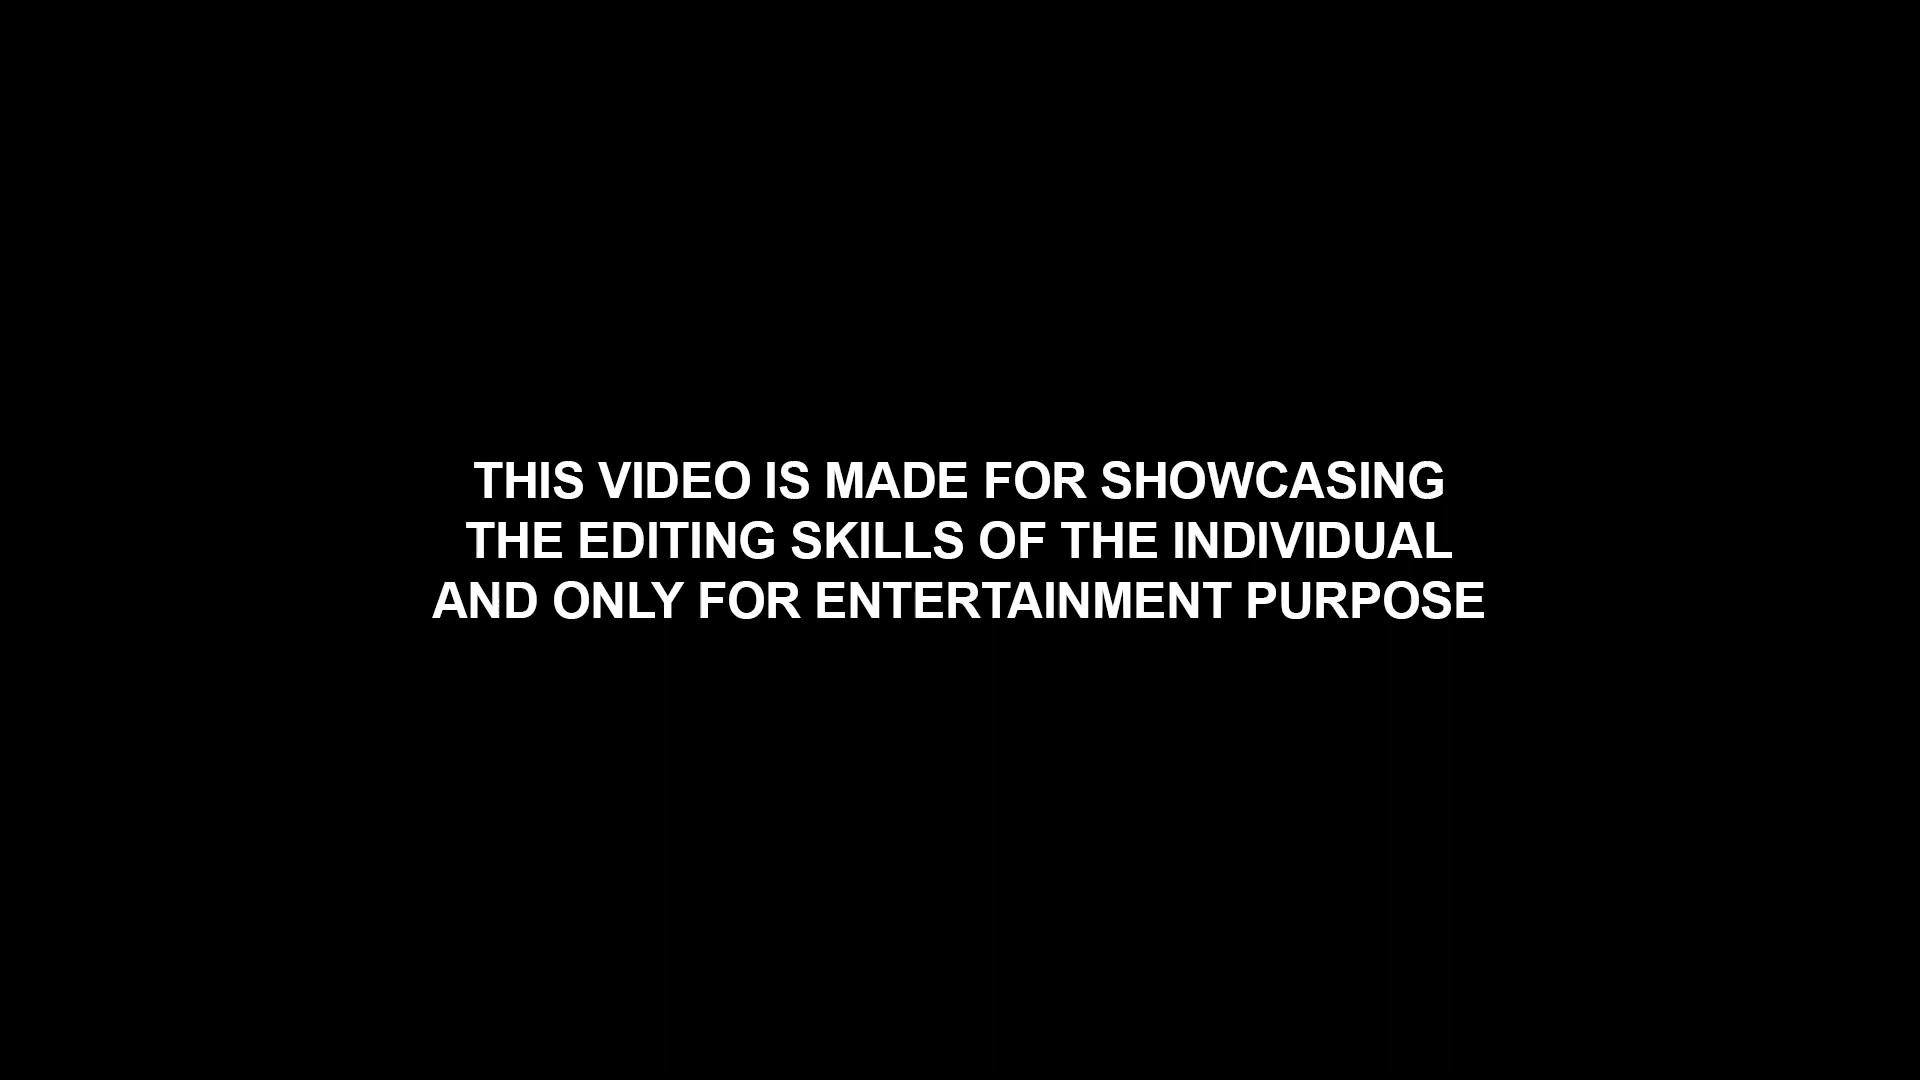 THIS VIDEO IS MADE FOR SHOWCASING
THE EDITING SKILLS OF THE INDIVIDUAL
AND ONLY FOR ENTERTAINMENT PURPOSE